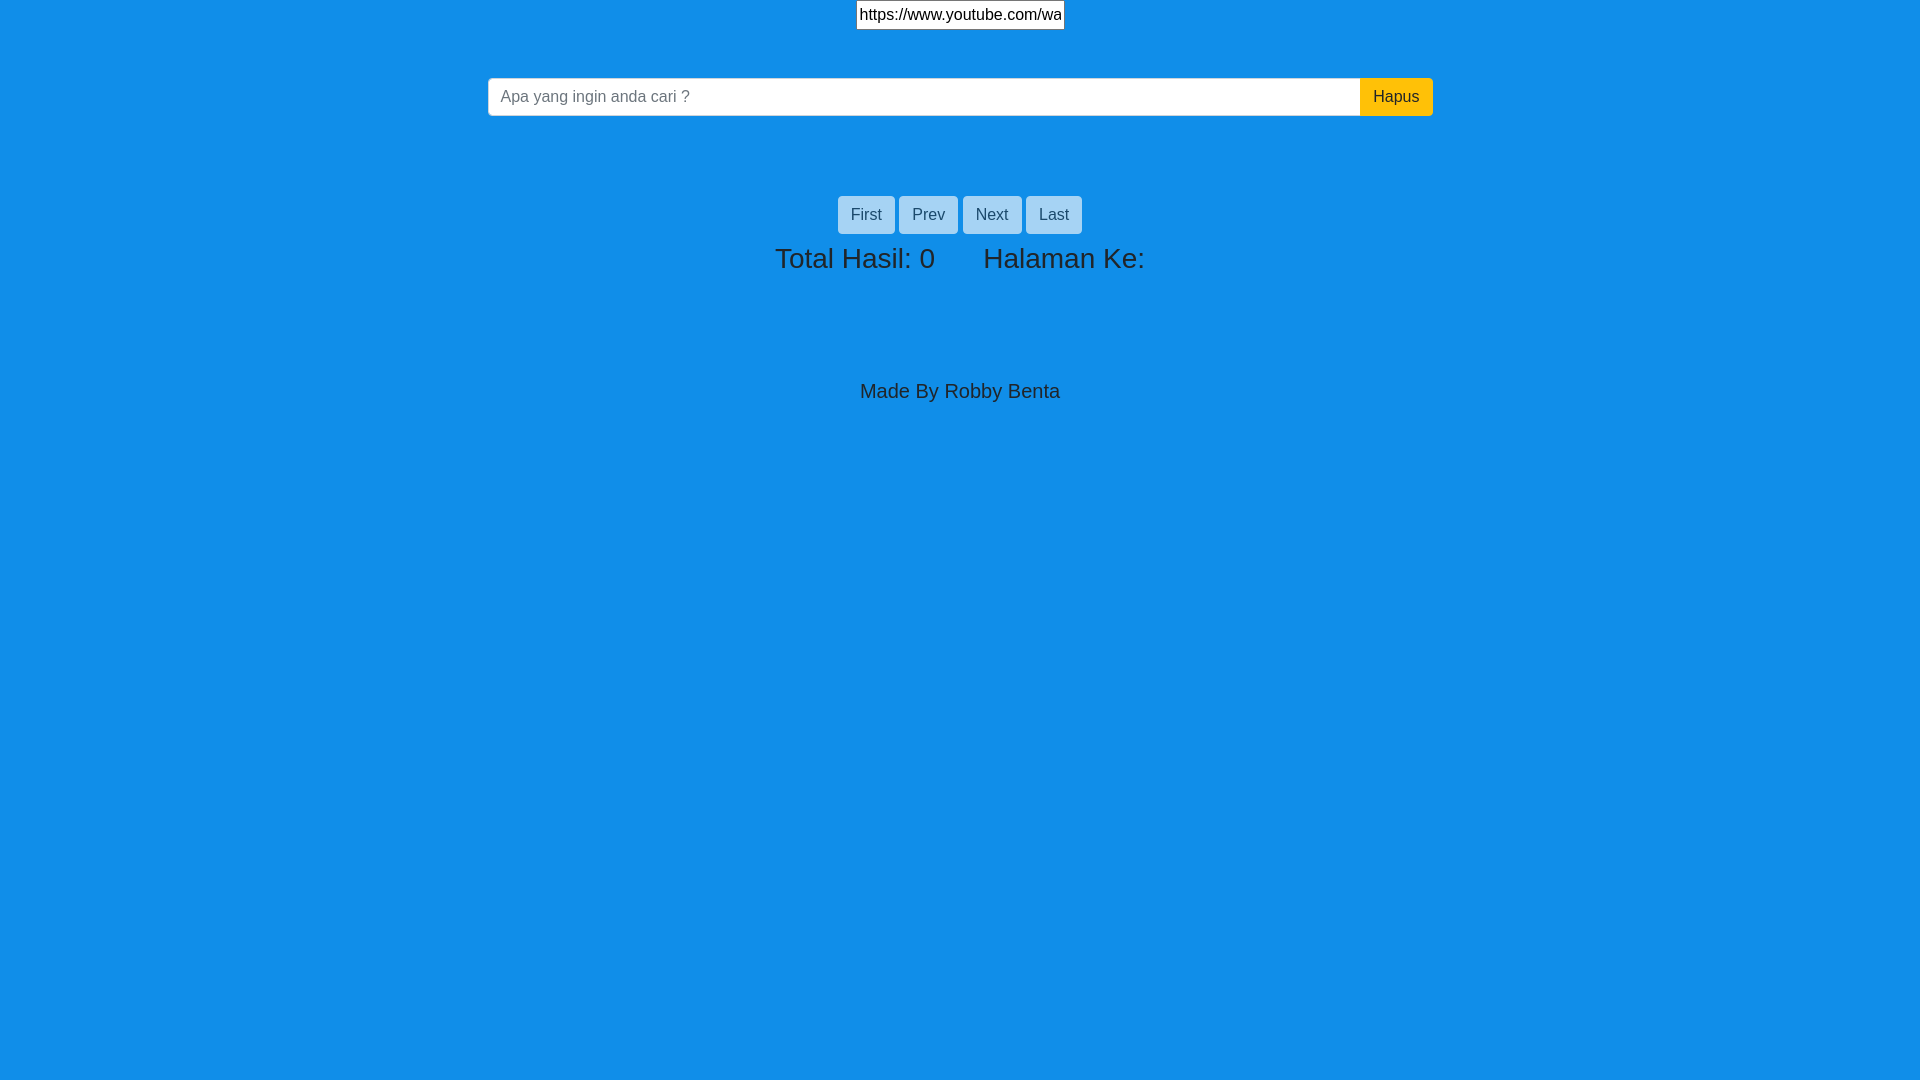 https://www.youtube.com/wa
Apa yang ingin anda cari ? Hapus
First Prev Next Last
Total Hasil: 0 Halaman Ke:
Made By Robby Benta